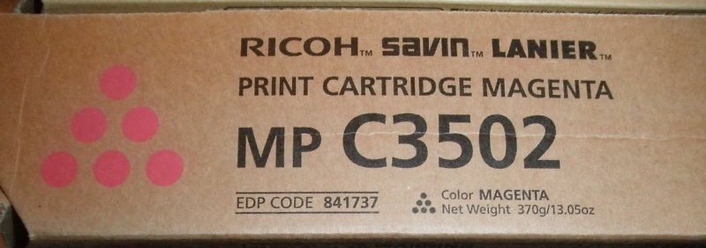 RICOH™ savin™ LANIER™
PRINT CARTRIDGE MAGENTA
MP C3502
EDP CODE 841737
Color MAGENTA
Net Weight 370g/13.05oz